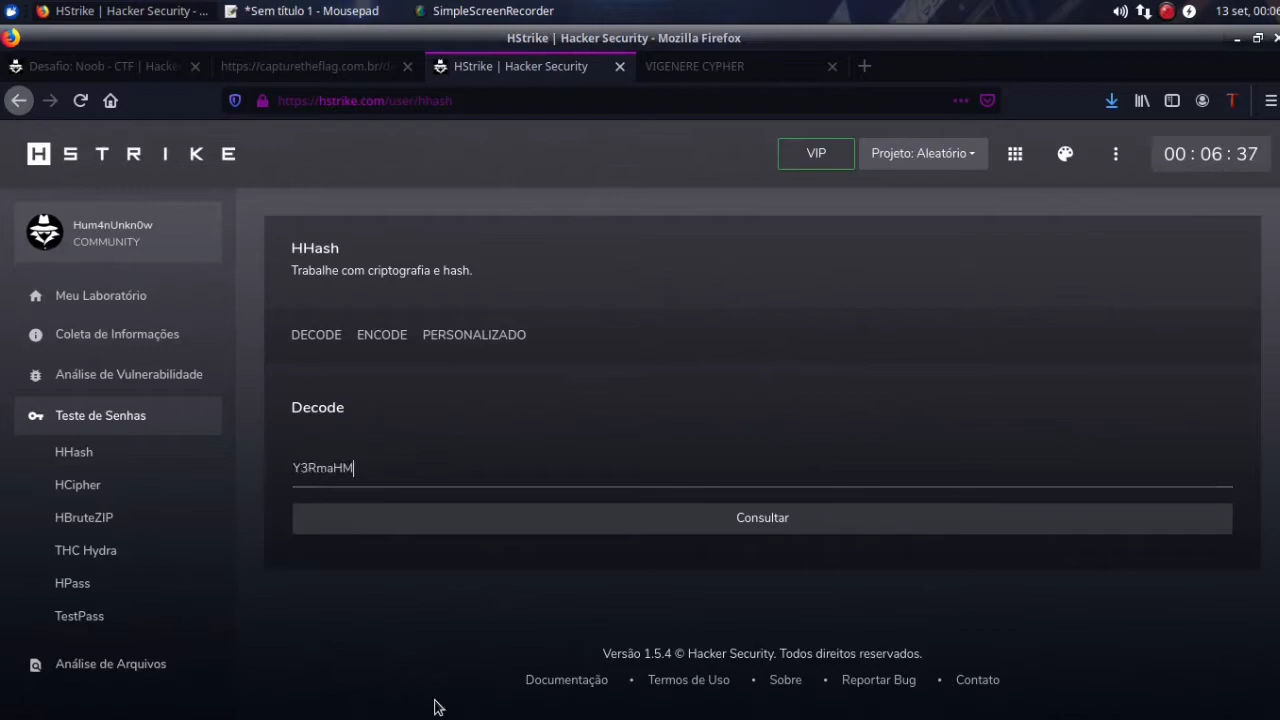 HStrike | Hacker Security - ...
*Sem título 1 - Mousepad
SimpleScreenRecorder
13 set, 00:06
HStrike | Hacker Security - Mozilla Firefox
Desafio: Noob - CTF | Hacke
https://capturetheflag.com.br/de
HStrike | Hacker Security
VIGENERE CYPHER
https://hstrike.com/user/hhash
HSTRIKE
VIP
Projeto: Aleatório
00 : 06 : 37
Hum4nUnkn0w
COMMUNITY
Meu Laboratório
Coleta de Informações
Análise de Vulnerabilidade
Teste de Senhas
HHash
HCipher
HBruteZIP
THC Hydra
HPass
TestPass
Análise de Arquivos
HHash
Trabalhe com criptografia e hash.
DECODE ENCODE PERSONALIZADO
Decode
Y3RmaHM
Consultar
Versão 1.5.4 © Hacker Security. Todos direitos reservados.
Documentação • Termos de Uso • Sobre • Reportar Bug • Contato